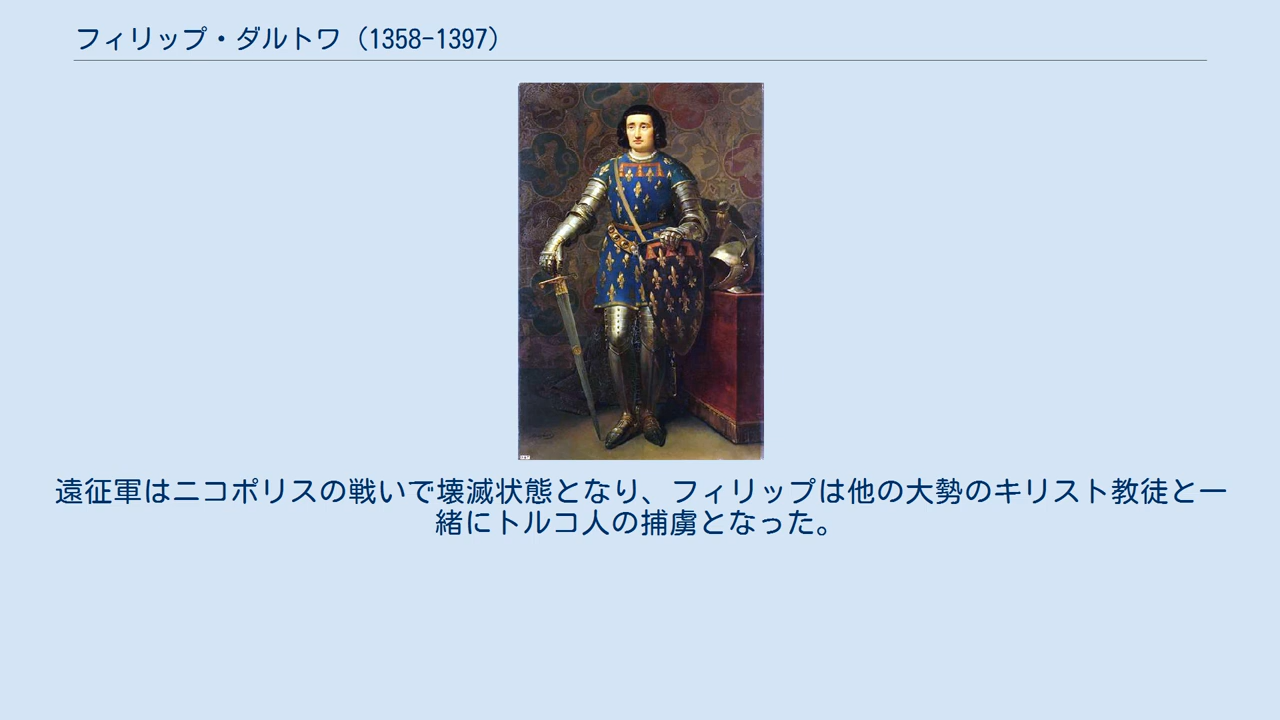 フィリップ・ダルトワ（1358-1397）
遠征軍はニコポリスの戦いで壊滅状態となり、フィリップは他の大勢のキリスト教徒と一
緒にトルコ人の捕虜となった。